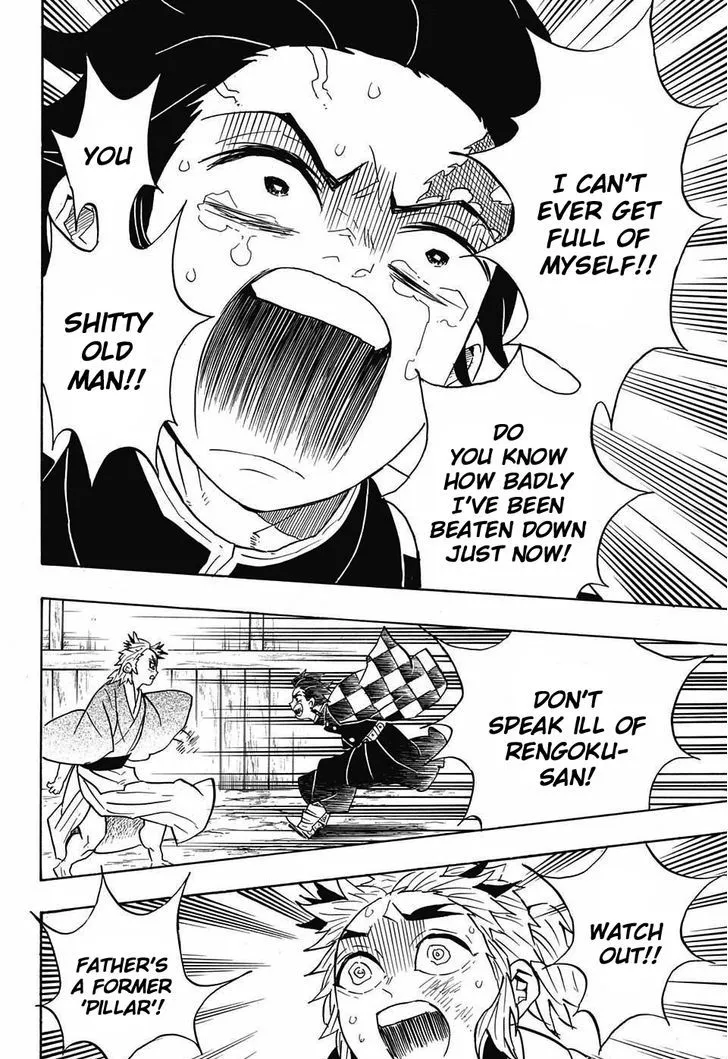 I CAN'T
EVER GET
FULL OF
MYSELF!!
YOU
SHITTY
OLD
MAN!!
DO
YOU KNOW
HOW BADLY
I'VE BEEN
BEATEN DOWN
JUST NOW!
DON'T
SPEAK ILL OF
RENGOKU-
SAN!
WATCH
OUT!!
FATHER'S
A FORMER
'PILLAR'!